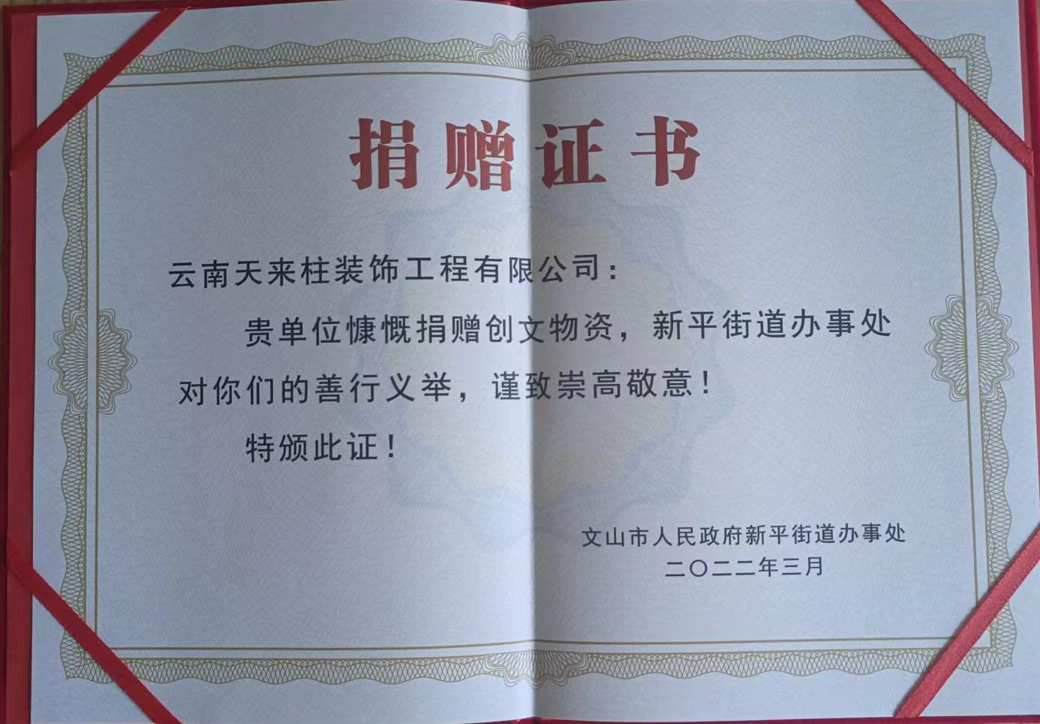 捐赠证书
云南天来柱装饰工程有限公司：
贵单位慷慨捐赠创文物资，新平街道办事处
对你们的善行义举，谨致崇高敬意！
特颁此证！
文山市人民政府新平街道办事处
二〇二二年三月